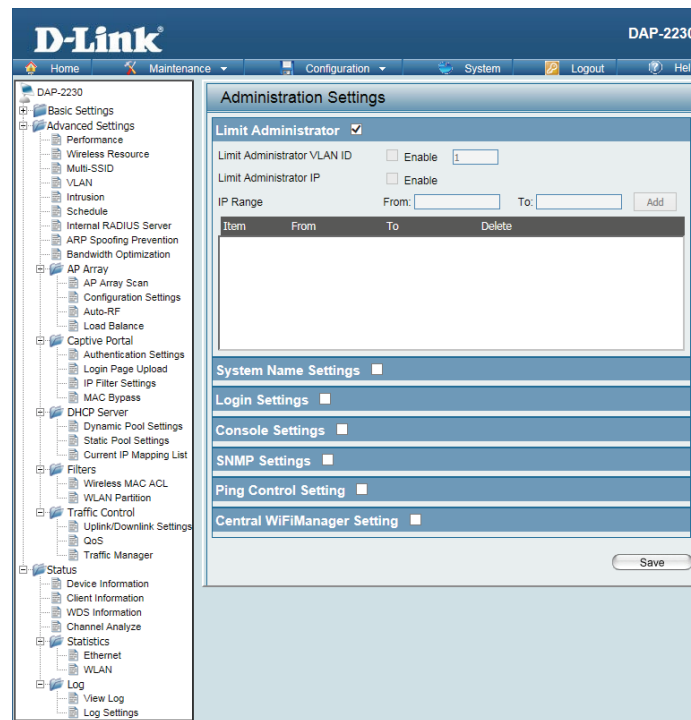 D-Link®
DAP-2230
Home
Maintenance
Configuration
System
Logout
Hel
DAP-2230
Basic Settings
Advanced Settings
Performance
Wireless Resource
Multi-SSID
VLAN
Intrusion
Schedule
Internal RADIUS Server
ARP Spoofing Prevention
Bandwidth Optimization
AP Array
AP Array Scan
Configuration Settings
Auto-RF
Load Balance
Captive Portal
Authentication Settings
Login Page Upload
IP Filter Settings
MAC Bypass
DHCP Server
Dynamic Pool Settings
Static Pool Settings
Current IP Mapping List
Filters
Wireless MAC ACL
WLAN Partition
Traffic Control
Uplink/Downlink Settings
QoS
Traffic Manager
Status
Device Information
Client Information
WDS Information
Channel Analyze
Statistics
Ethernet
WLAN
Log
View Log
Log Settings
Administration Settings
Limit Administrator
Limit Administrator VLAN ID Enable 1
Limit Administrator IP Enable
IP Range From: To: Add
Item From To Delete
System Name Settings
Login Settings
Console Settings
SNMP Settings
Ping Control Setting
Central WiFiManager Setting
Save